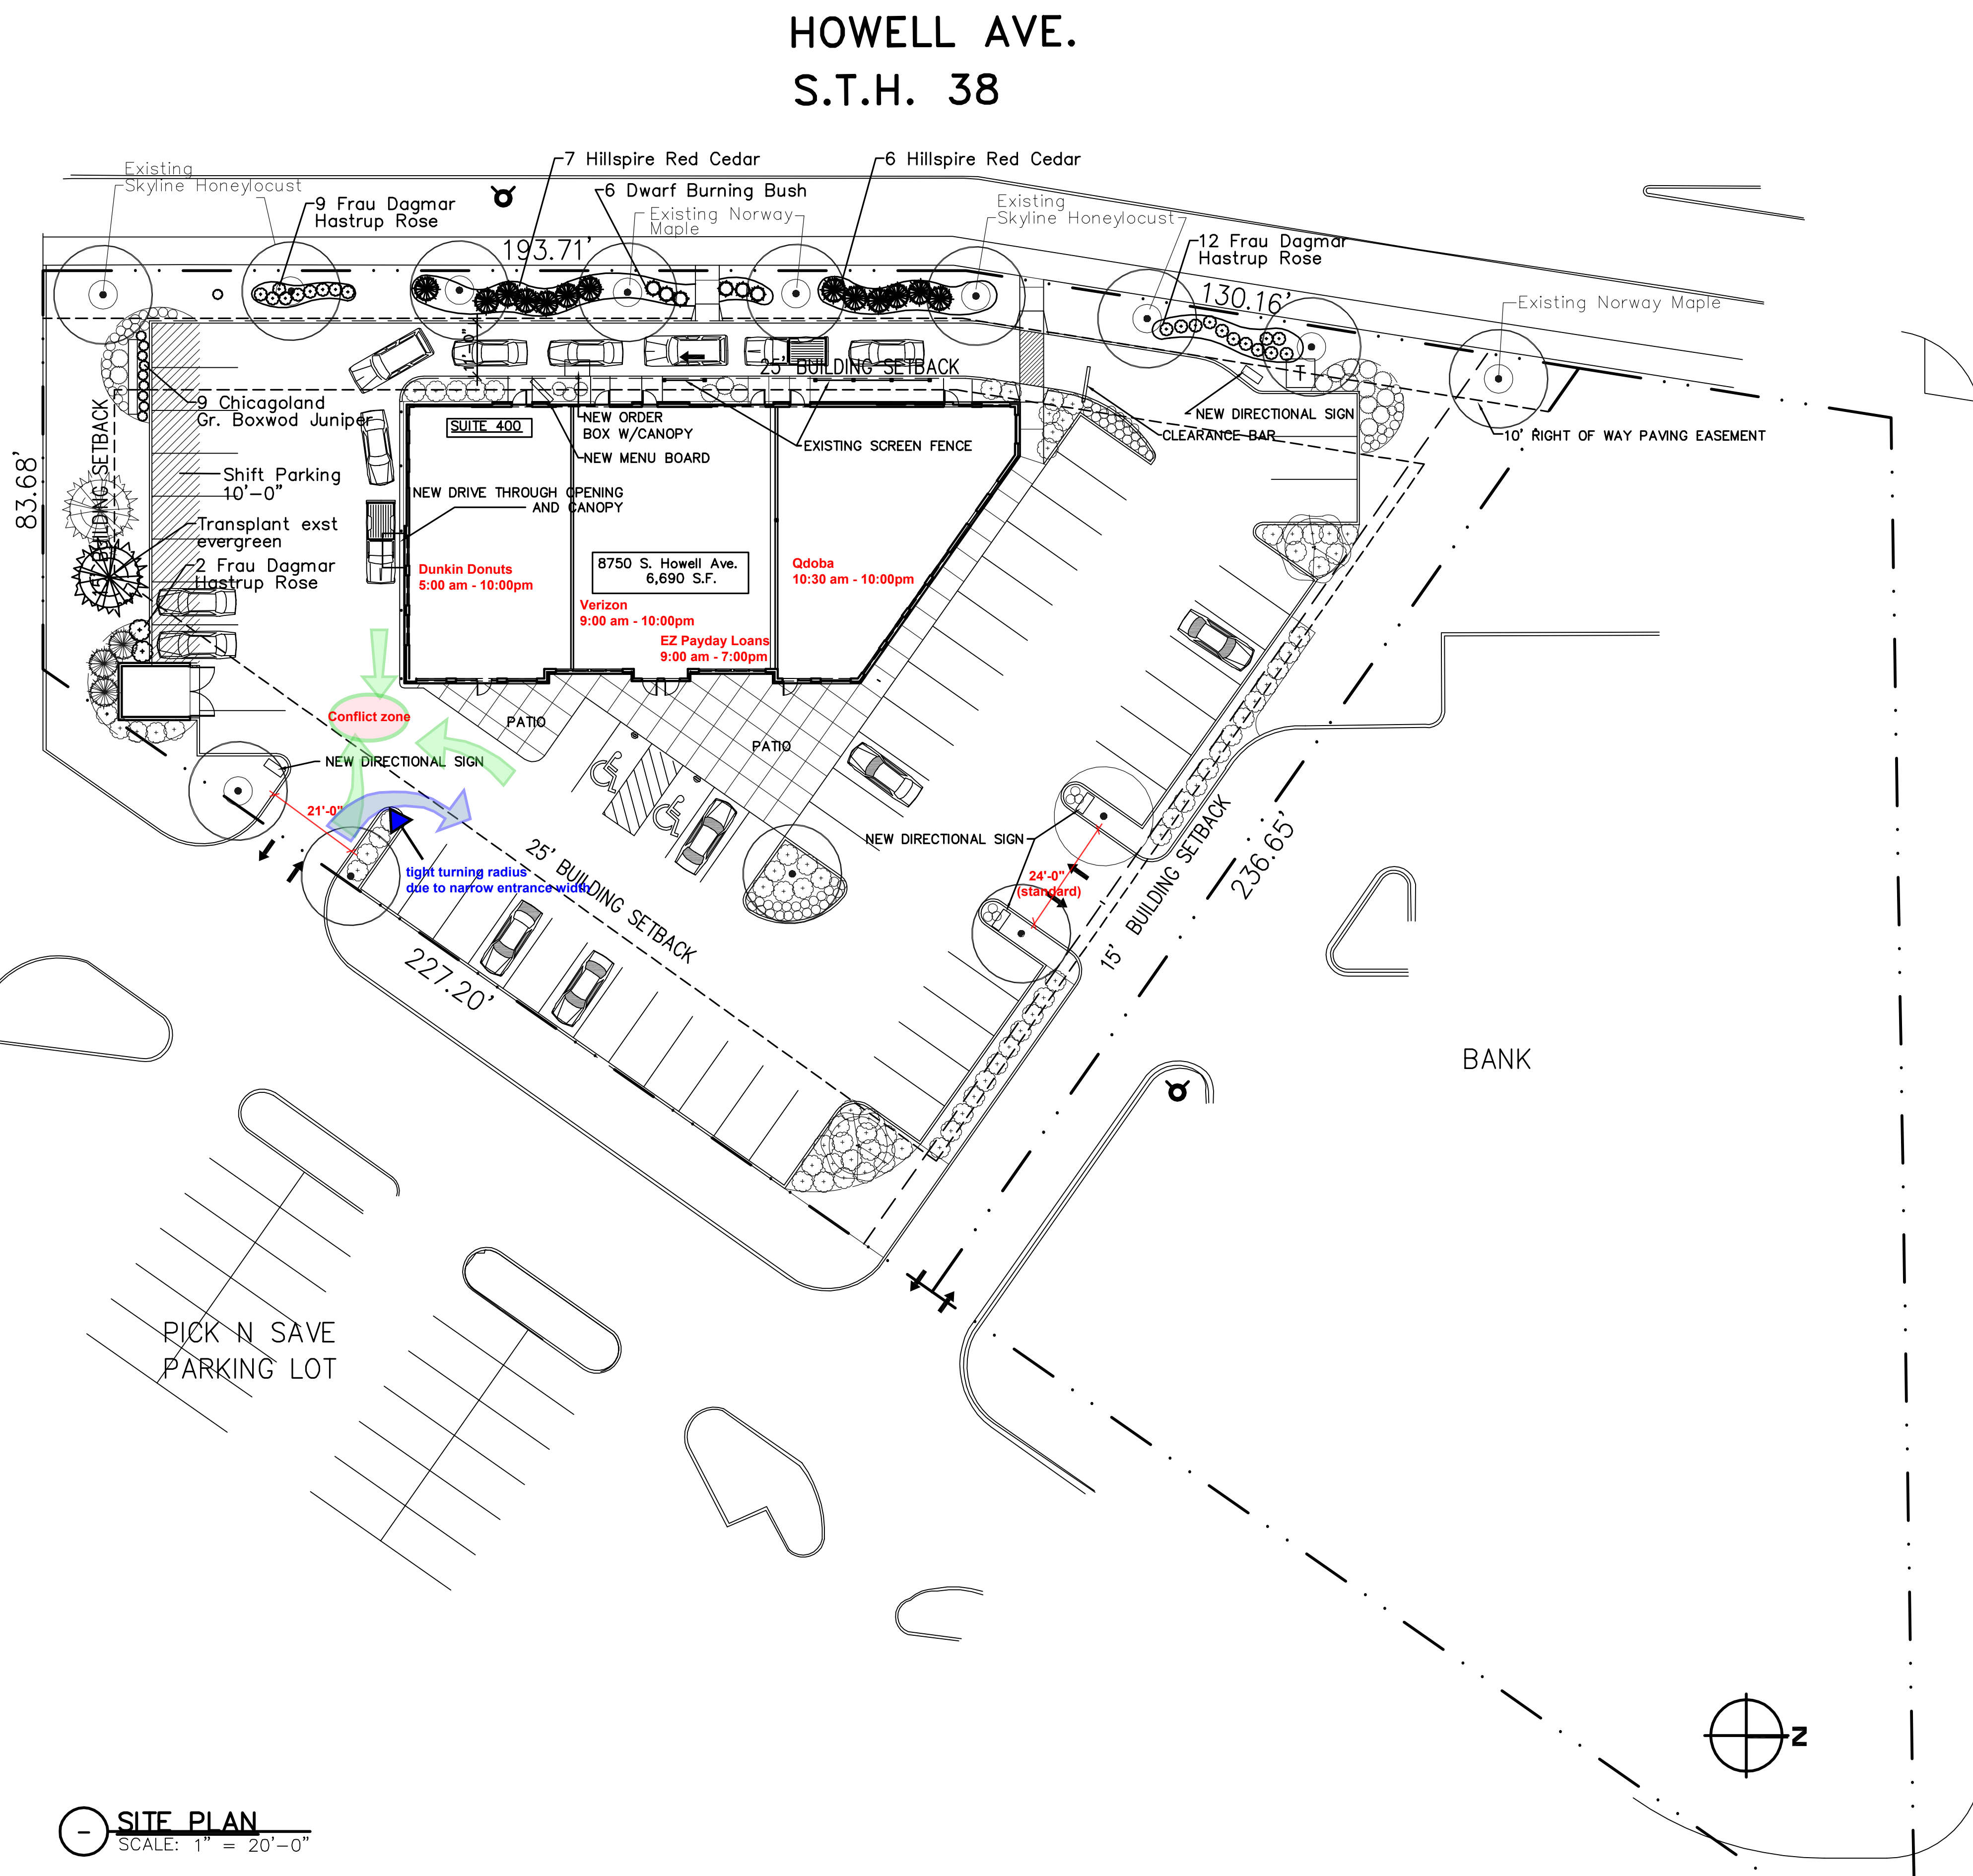 HOWELL AVE.
S.T.H. 38
Existing
Skyline Honeylocust
9 Frau Dagmar
Hastrup Rose
7 Hillspire Red Cedar
6 Dwarf Burning Bush
Existing Norway
Maple
6 Hillspire Red Cedar
Existing
Skyline Honeylocust
12 Frau Dagmar
Hastrup Rose
193.71'
130.16'
Existing Norway Maple
11'-0"
25' BUILDING SETBACK
T
9 Chicagoland
Gr. Boxwod Juniper
SUITE 400
NEW ORDER
BOX W/CANOPY
NEW MENU BOARD
EXISTING SCREEN FENCE
NEW DIRECTIONAL SIGN
CLEARANCE BAR
10' RIGHT OF WAY PAVING EASEMENT
83.68'
15' BUILDING SETBACK
Shift Parking
10'-0"
NEW DRIVE THROUGH OPENING
AND CANOPY
Transplant exst
evergreen
2 Frau Dagmar
Hastrup Rose
Dunkin Donuts
5:00 am - 10:00pm
8750 S. Howell Ave.
6,690 S.F.
Qdoba
10:30 am - 10:00pm
Verizon
9:00 am - 10:00pm
EZ Payday Loans
9:00 am - 7:00pm
Conflict zone
PATIO
PATIO
NEW DIRECTIONAL SIGN
21'-0"
tight turning radius
due to narrow entrance width
25' BUILDING SETBACK
227.20'
NEW DIRECTIONAL SIGN
24'-0"
(standard)
15' BUILDING SETBACK
236.65'
BANK
PICK N SAVE
PARKING LOT
N
-
SITE PLAN
SCALE: 1" = 20'-0"